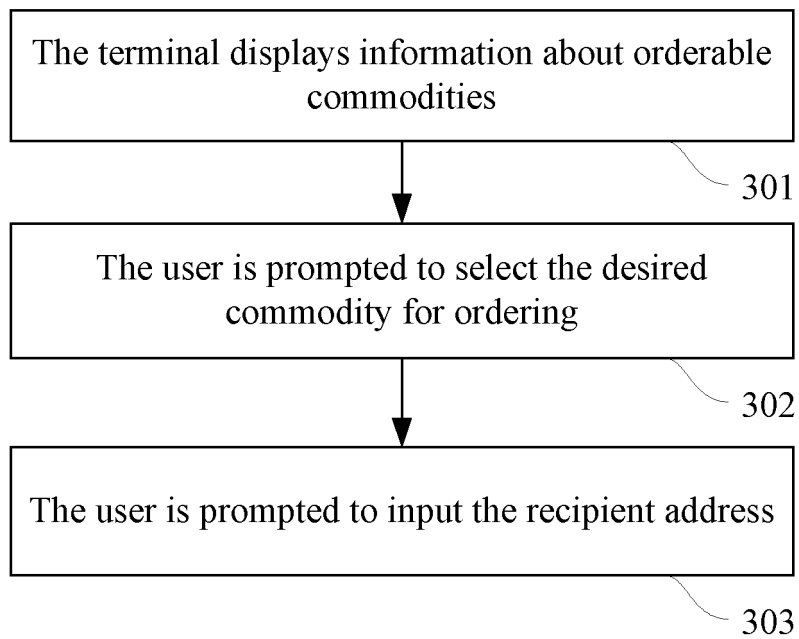 The terminal displays information about orderable
commodities
301
The user is prompted to select the desired
commodity for ordering
302
The user is prompted to input the recipient address
303